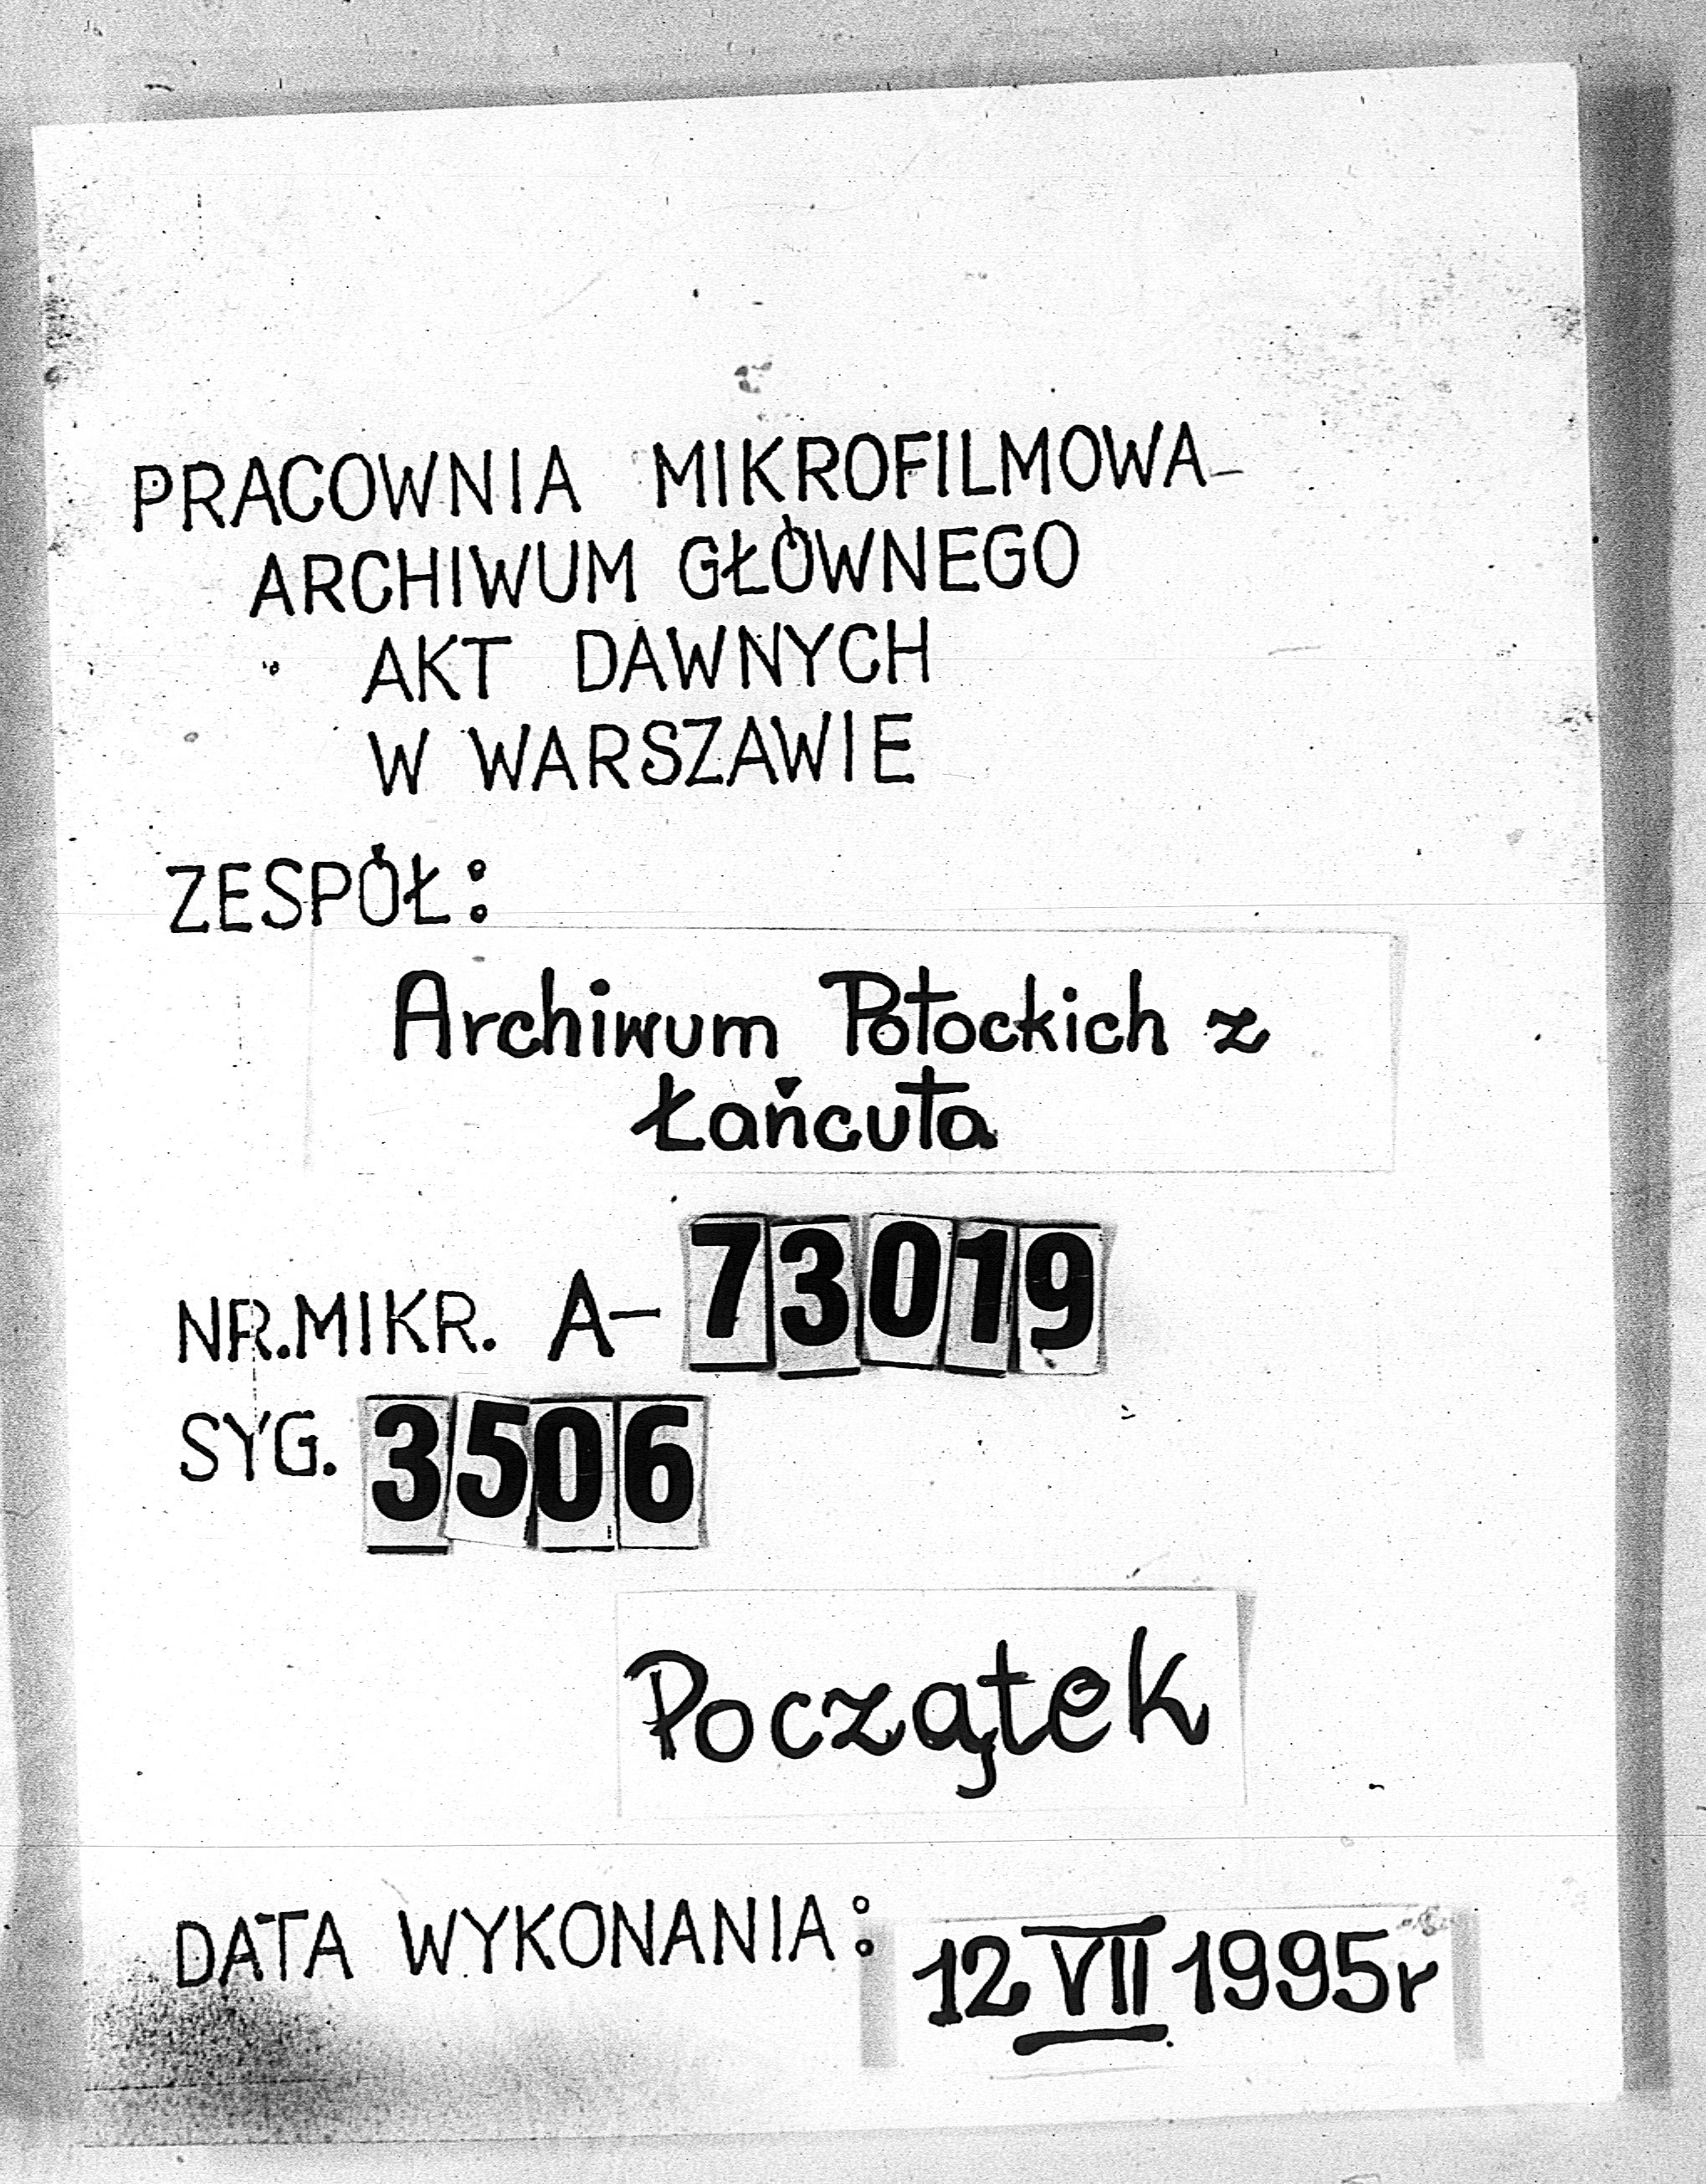 PRACOWNIA MIKROFILMOWA
ARCHIWUM GŁÓWNEGO
AKT DAWNYCH
W WARSZAWIE
ZESPÓŁ:
Archiwum Potockich z
Łańcuta
NR.MIKR. A-73019
SYG. 3506
Początek
DATA WYKONANIA: 12 VII 1995r